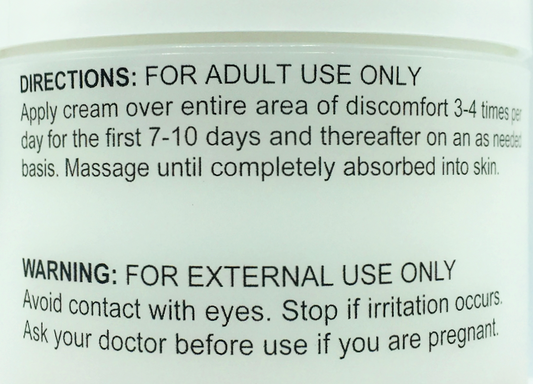 DIRECTIONS: FOR ADULT USE ONLY
Apply cream over entire area of discomfort 3-4 times per
day for the first 7-10 days and thereafter on an as needed
basis. Massage until completely absorbed into skin.
WARNING: FOR EXTERNAL USE ONLY
Avoid contact with eyes. Stop if irritation occurs.
Ask your doctor before use if you are pregnant.